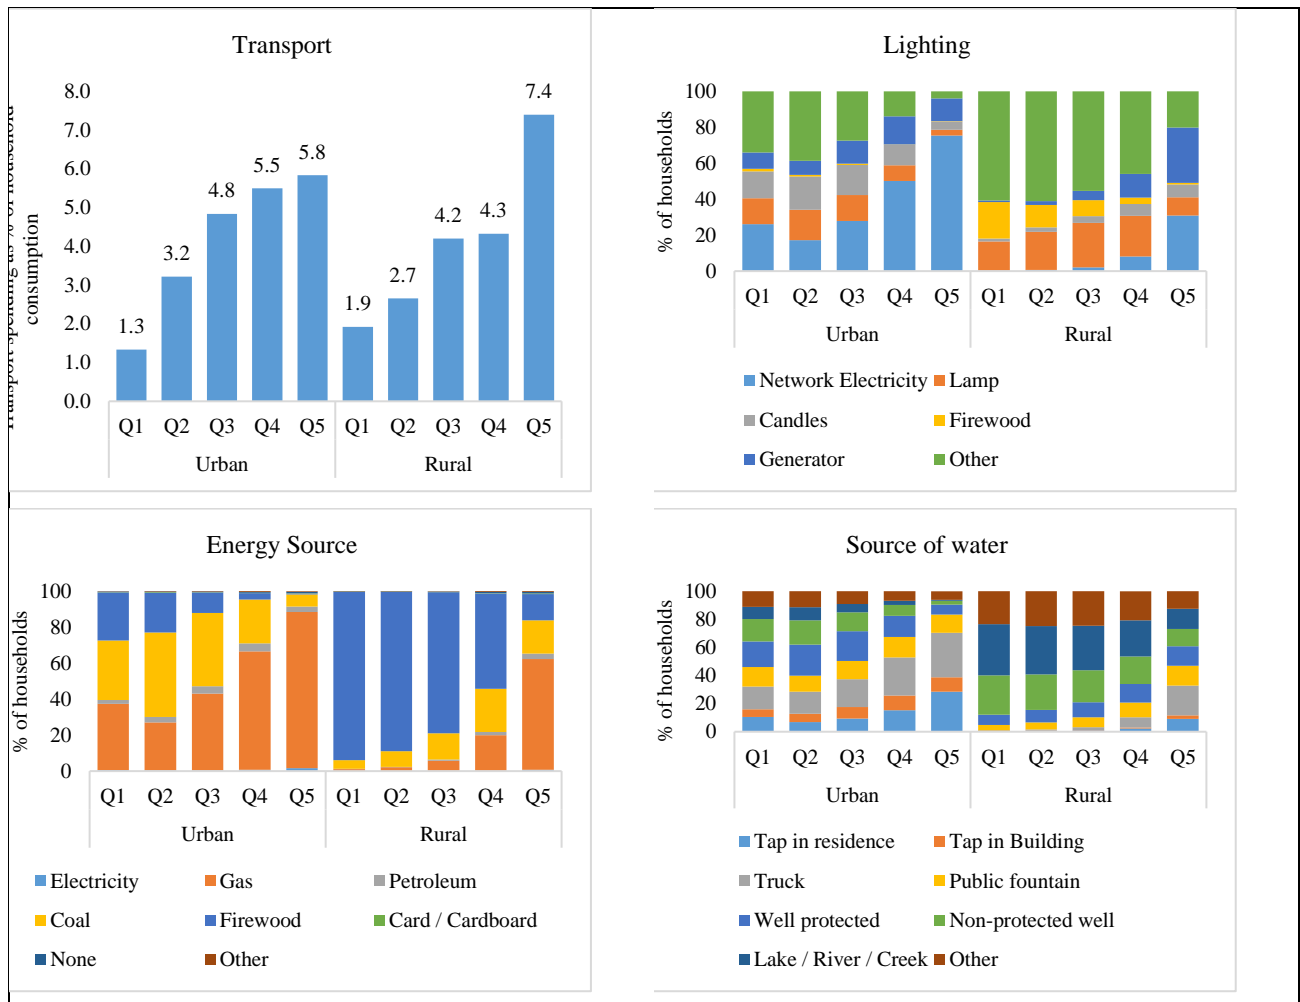 Transport
Transport spending as % of household
consumption
8.0
7.0
6.0
5.0
4.0
3.0
2.0
1.0
0.0
1.3
3.2
4.8
5.5
5.8
1.9
2.7
4.2
4.3
7.4
Q1 Q2 Q3 Q4 Q5 Q1 Q2 Q3 Q4 Q5
Urban Rural
Lighting
% of households
100
80
60
40
20
0
Q1 Q2 Q3 Q4 Q5 Q1 Q2 Q3 Q4 Q5
Urban Rural
Network Electricity Lamp
Candles Firewood
Generator Other
Energy Source
% of households
100
80
60
40
20
0
Q1 Q2 Q3 Q4 Q5 Q1 Q2 Q3 Q4 Q5
Urban Rural
Electricity Gas Petroleum
Coal Firewood Card / Cardboard
None Other
Source of water
% of households
100
80
60
40
20
0
Q1 Q2 Q3 Q4 Q5 Q1 Q2 Q3 Q4 Q5
Urban Rural
Tap in residence Tap in Building
Truck Public fountain
Well protected Non-protected well
Lake / River / Creek Other